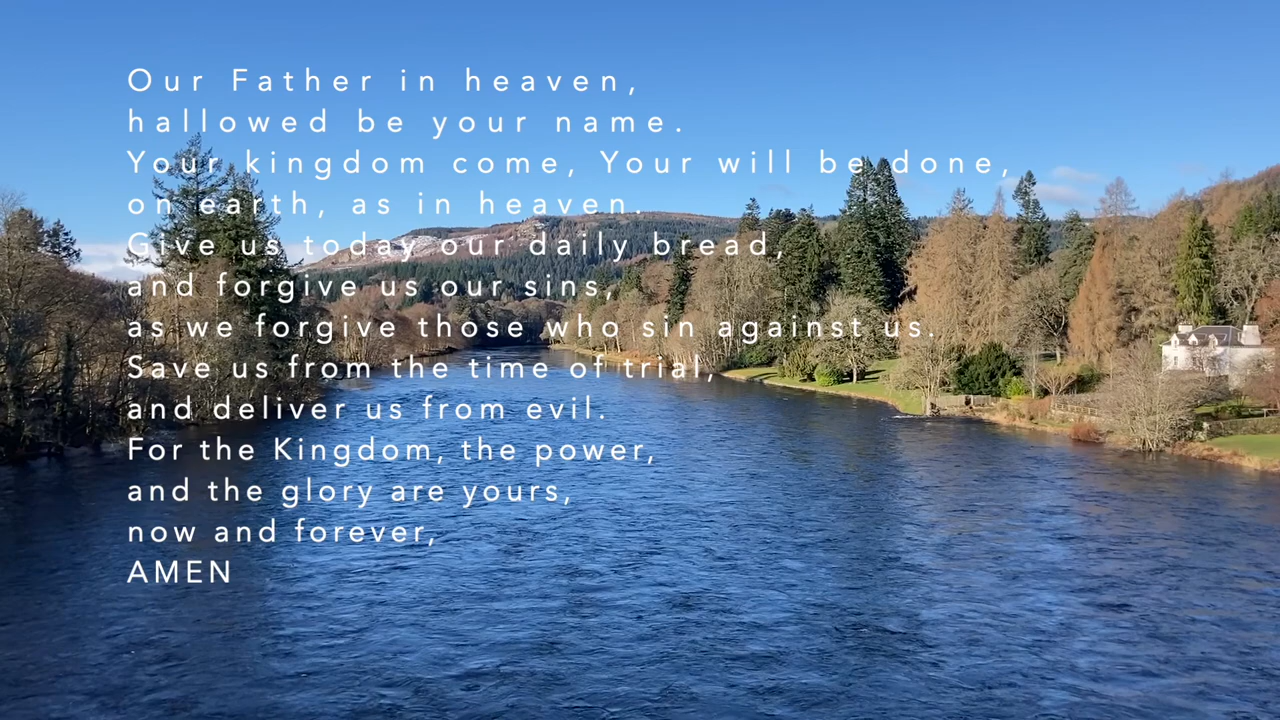 Our Father in heaven,
hallowed be your name.
Your kingdom come, Your will be done,
on earth, as in heaven.
Give us today our daily bread,
and forgive us our sins,
as we forgive those who sin against us.
Save us from the time of trial,
and deliver us from evil.
For the Kingdom, the power,
and the glory are yours,
now and forever,
AMEN